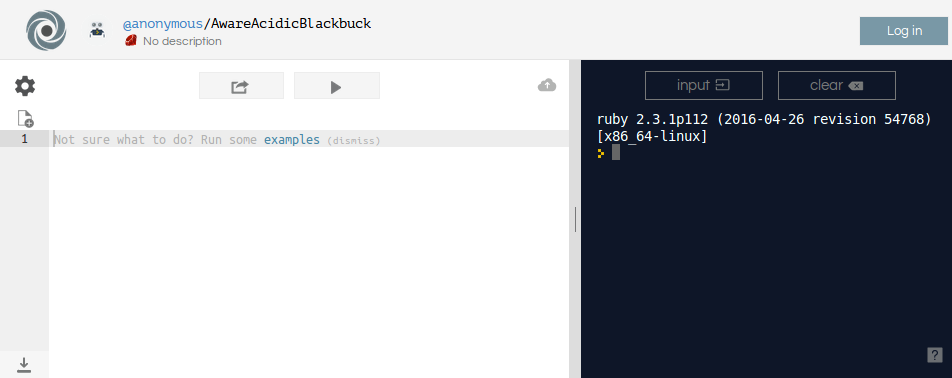 @anonymous/AwareAcidicBlackbuck
No description
Log in
input
clear
1
Not sure what to do? Run some examples (dismiss)
ruby 2.3.1p112 (2016-04-26 revision 54768)
[x86_64-linux]
?